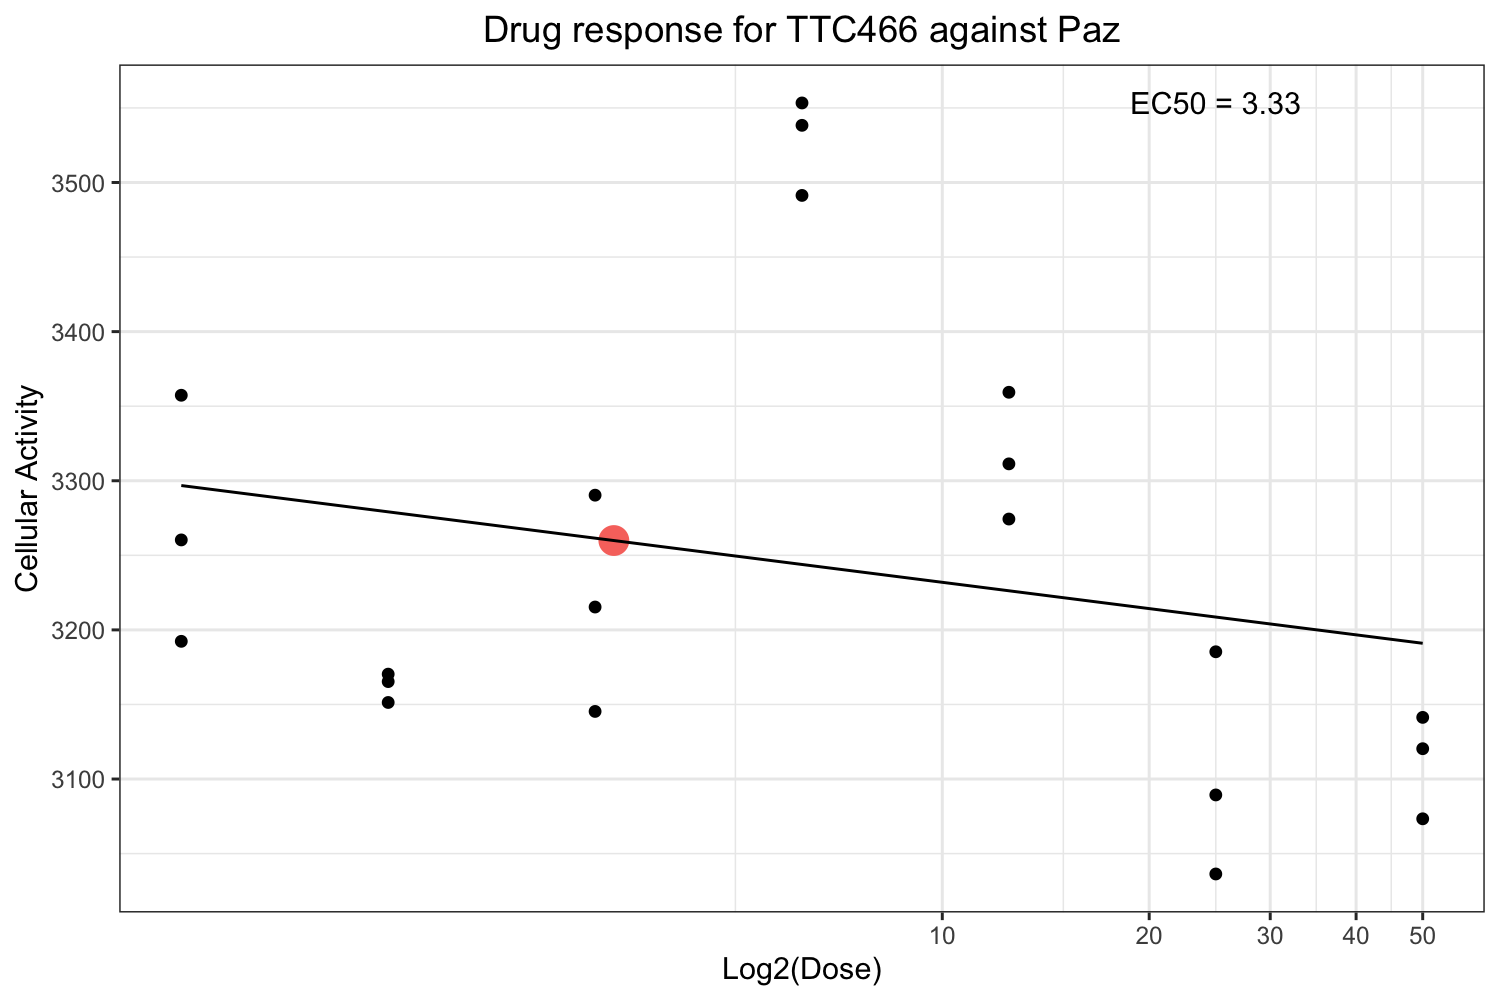 Drug response for TTC466 against Paz
EC50 = 3.33
Cellular Activity
3500
3400
3300
3200
3100
10 20 30 40 50
Log2(Dose)